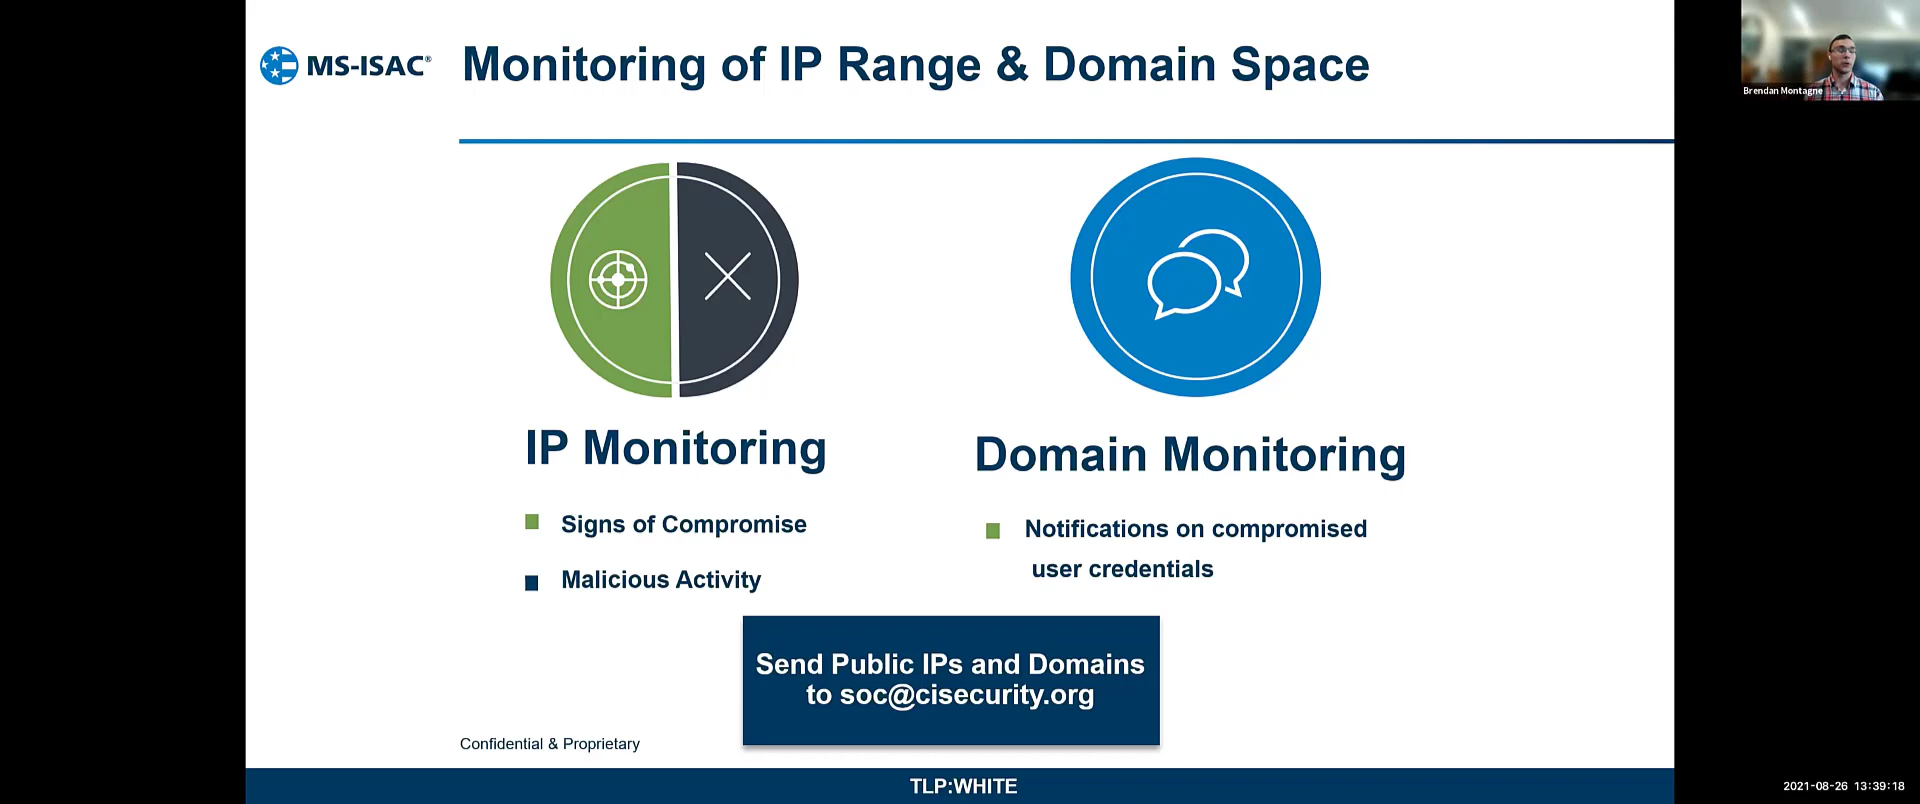 MS-ISAC®
Monitoring of IP Range & Domain Space
Brendan Montagne
IP Monitoring
Signs of Compromise
Malicious Activity
Domain Monitoring
Notifications on compromised
user credentials
Send Public IPs and Domains
to soc@cisecurity.org
Confidential & Proprietary
TLP:WHITE
2021-08-26 13:39:18